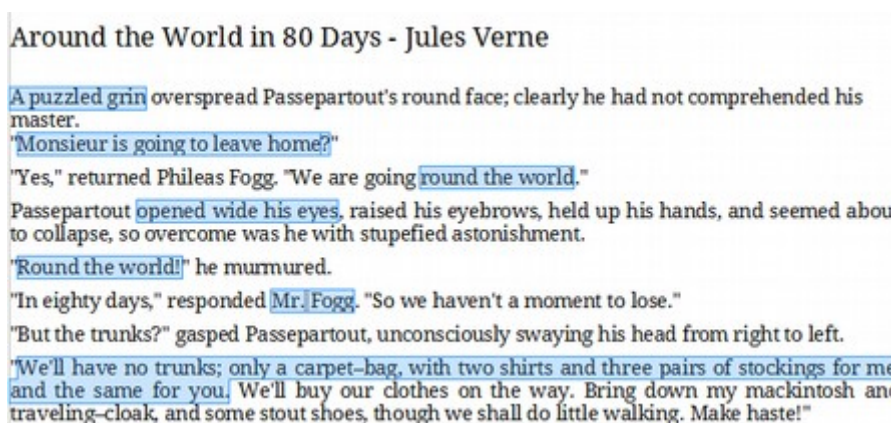 Around the World in 80 Days - Jules Verne
A puzzled grin overspread Passepartout's round face; clearly he had not comprehended his
master.
"Monsieur is going to leave home?"
"Yes," returned Phileas Fogg. "We are going round the world."
Passepartout opened wide his eyes, raised his eyebrows, held up his hands, and seemed abou
to collapse, so overcome was he with stupefied astonishment.
"Round the world!" he murmured.
"In eighty days," responded Mr. Fogg. "So we haven't a moment to lose."
"But the trunks?" gasped Passepartout, unconsciously swaying his head from right to left.
"We'll have no trunks; only a carpet–bag, with two shirts and three pairs of stockings for me
and the same for you. We'll buy our clothes on the way. Bring down my mackintosh and
traveling–cloak, and some stout shoes, though we shall do little walking. Make haste!"